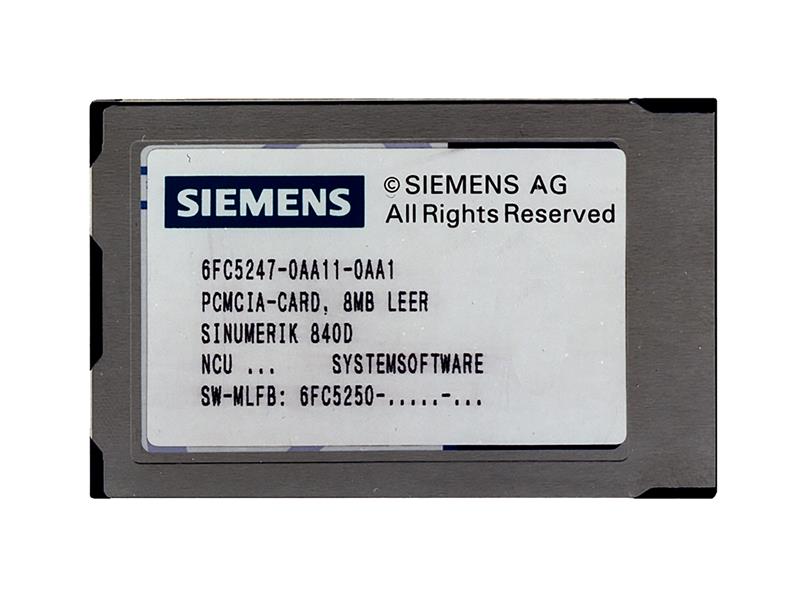 SIEMENS
© SIEMENS AG
All Rights Reserved
6FC5247-0AA11-0AA1
PCMCIA-CARD, 8MB LEER
SINUMERIK 840D
NCU ... SYSTEMSOFTWARE
SW-MLFB: 6FC5250-.....-...